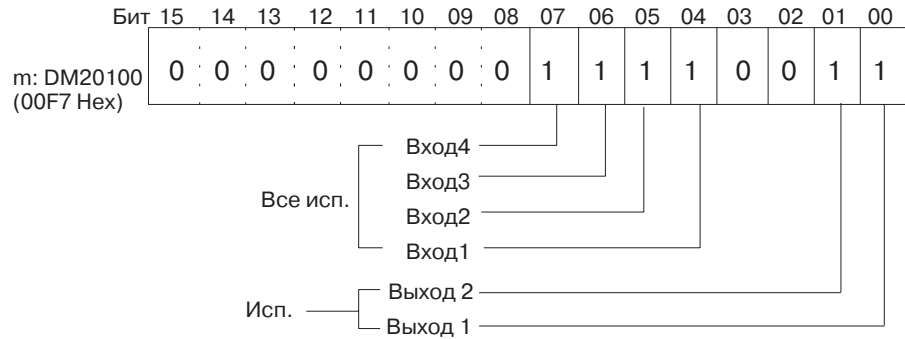 Бит 15 14 13 12 11 10 09 08 07 06 05 04 03 02 01 00
m: DM20100 0 0 0 0 0 0 0 0 1 1 1 1 0 0 1 1
(00F7 Hex)
Вход4
Вход3
Все исп.
Вход2
Вход1
Выход 2
Исп.
Выход 1